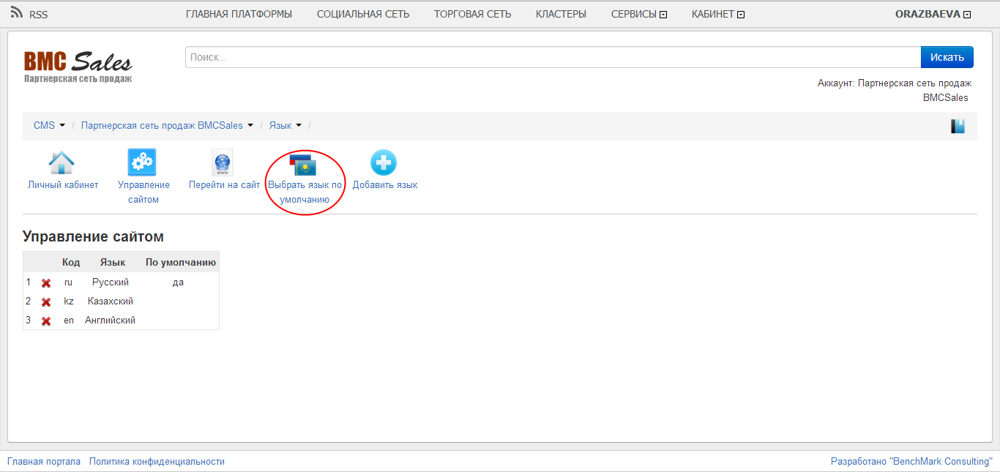 RSS ГЛАВНАЯ ПЛАТФОРМЫ СОЦИАЛЬНАЯ СЕТЬ ТОРГОВАЯ СЕТЬ КЛАСТЕРЫ СЕРВИСЫ КАБИНЕТ ORAZBAEVA
BMC Sales
Партнерская сеть продаж
Поиск... Искать
Аккаунт: Партнерская сеть продаж
BMCSales
CMS / Партнерская сеть продаж BMCSales / Язык /
Личный кабинет
Управление
сайтом
Перейти на сайт
Выбрать язык по
умолчанию
Добавить язык
Управление сайтом
Код Язык По умолчанию
1 ru Русский да
2 kz Казахский
3 en Английский
Главная портала Политика конфиденциальности Разработано "BenchMark Consulting"